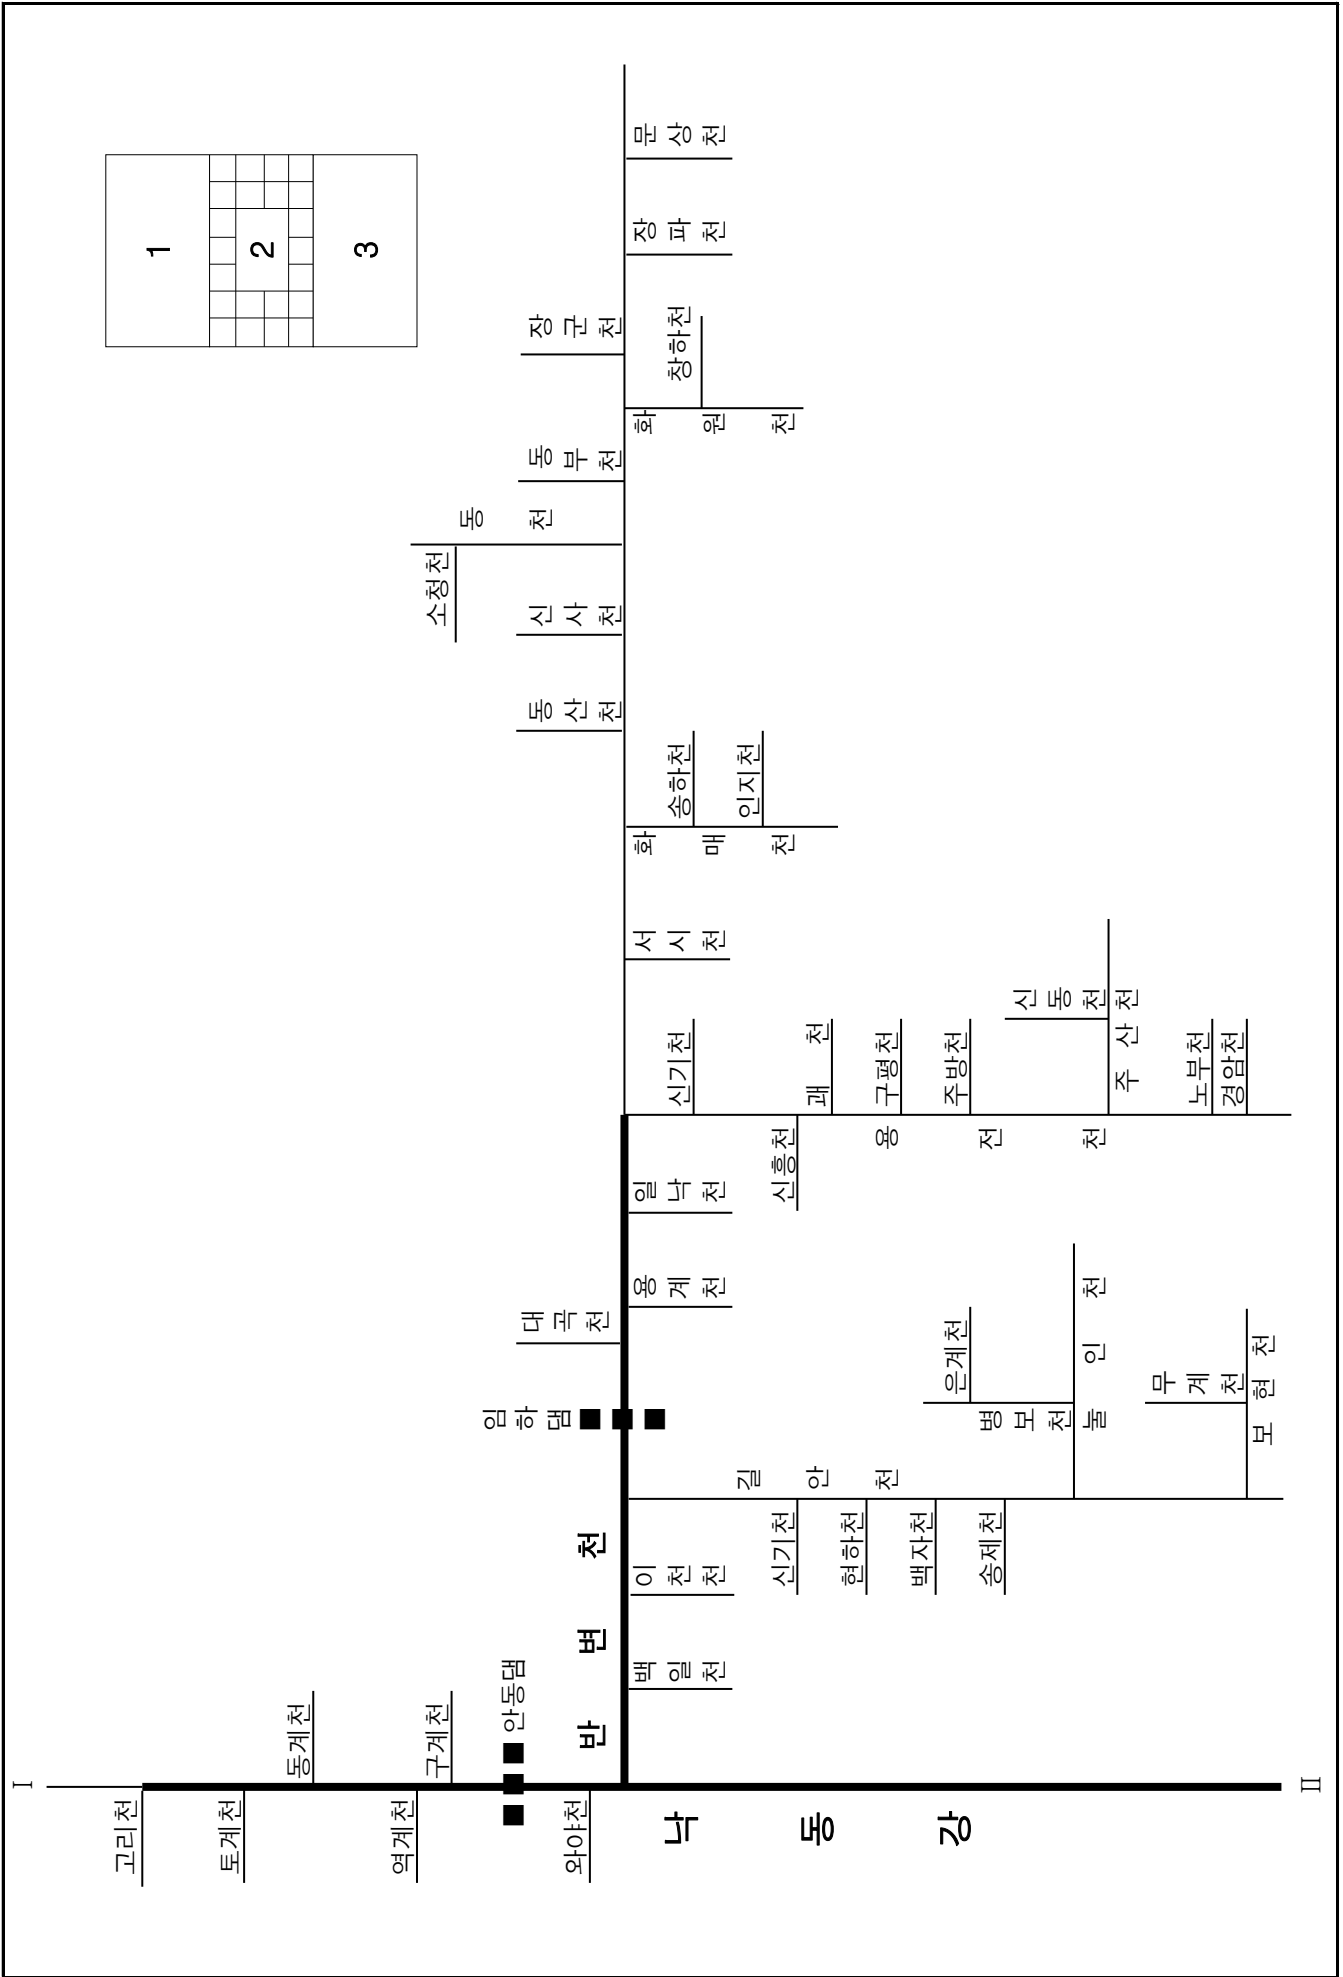 1
2
3
문상천
장파천
장군천
창하천
화원천
동부천
동천
소청천
신사천
동산천
송하천
인지천
화매천
서시천
신기천
괘천
구평천
주방천
신동천
주산천
노부천
경암천
용전천
신흥천
일낙천
용계천
대곡천
임하댐
은계천
병보천
눌인천
무계천
보현천
길안천
신기천
현하천
백자천
송제천
이천천
백일천
반변천
안동댐
동계천
구계천
Ⅰ
고리천
토계천
역계천
와야천
낙동강
Ⅱ